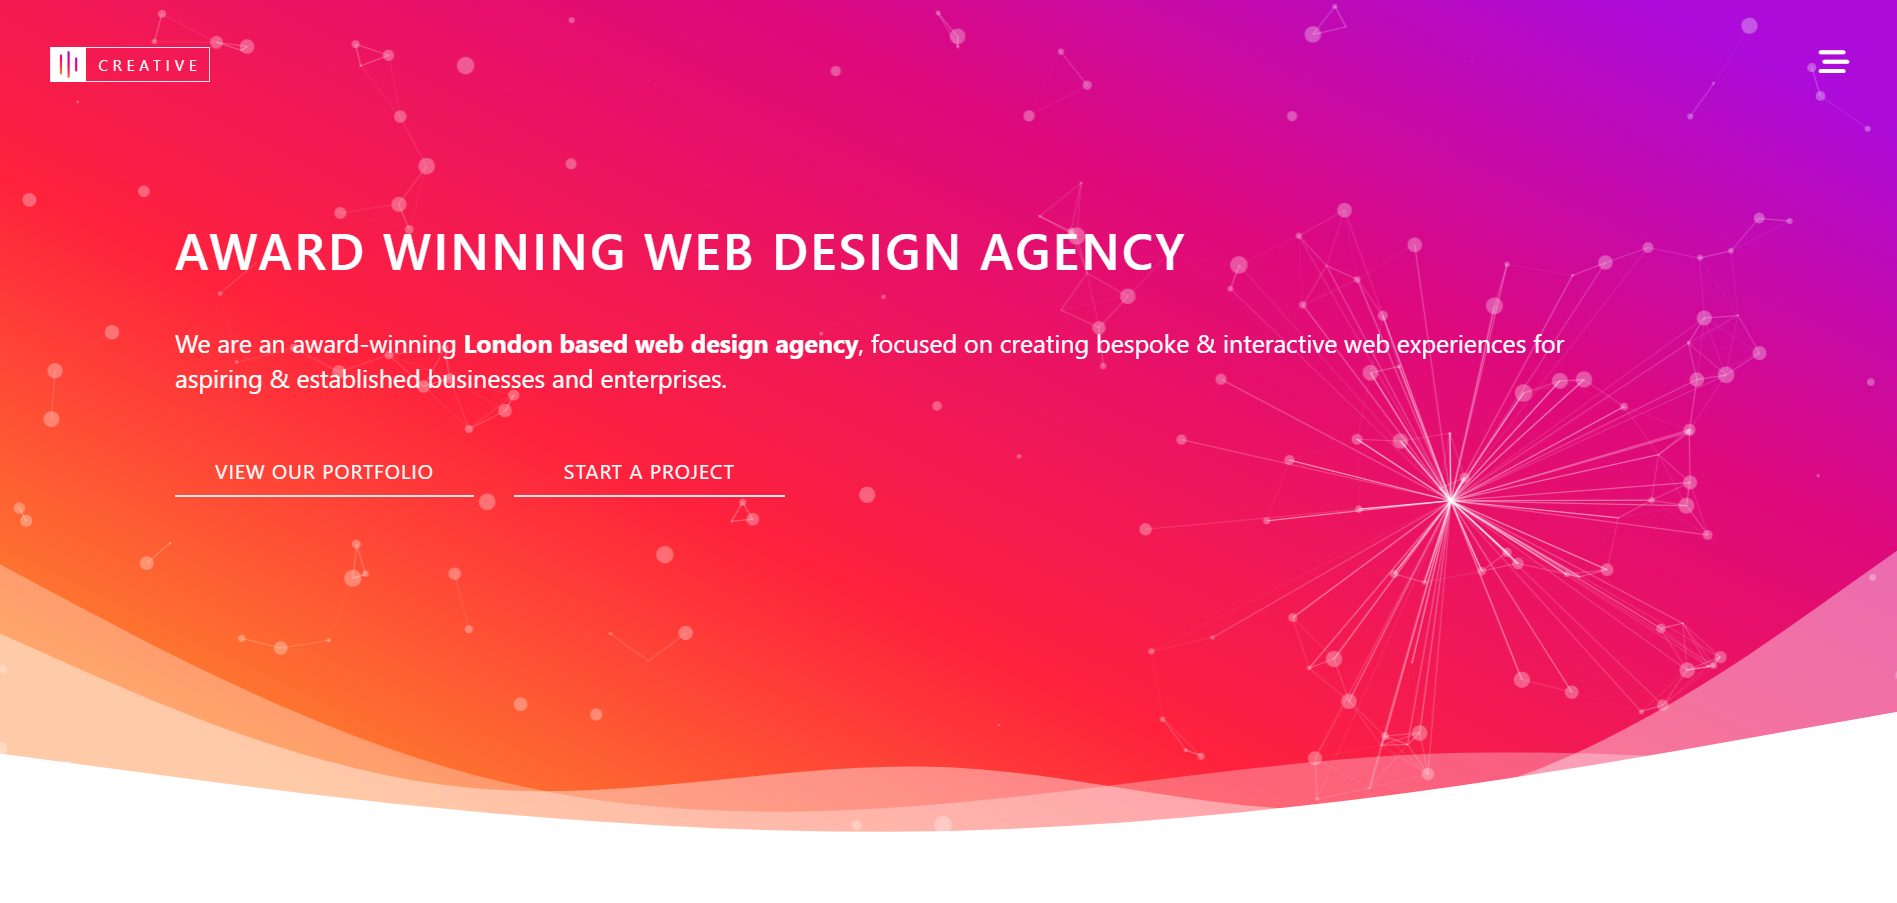 CREATIVE
AWARD WINNING WEB DESIGN AGENCY
We are an award-winning London based web design agency, focused on creating bespoke & interactive web experiences for
aspiring & established businesses and enterprises.
VIEW OUR PORTFOLIO
START A PROJECT